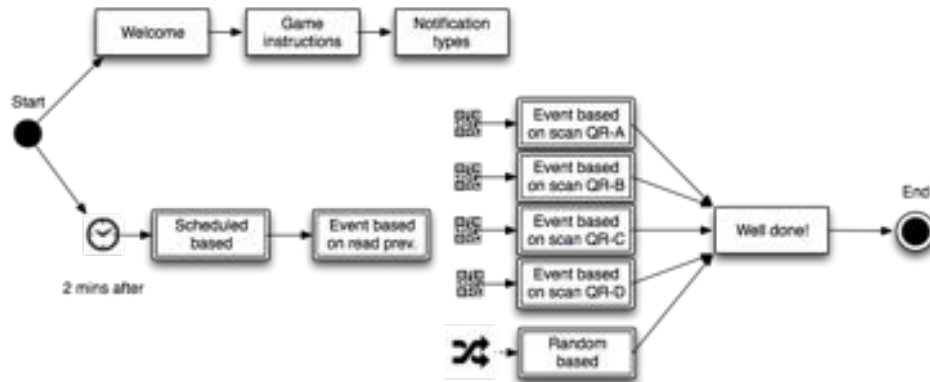 Welcome
Game
instructions
Notification
types
Start
Event based
on scan QR-A
Event based
on scan QR-B
End
Scheduled
based
Event based
on read prev.
Event based
on scan QR-C
Well done!
2 mins after
Event based
on scan QR-D
Random
based